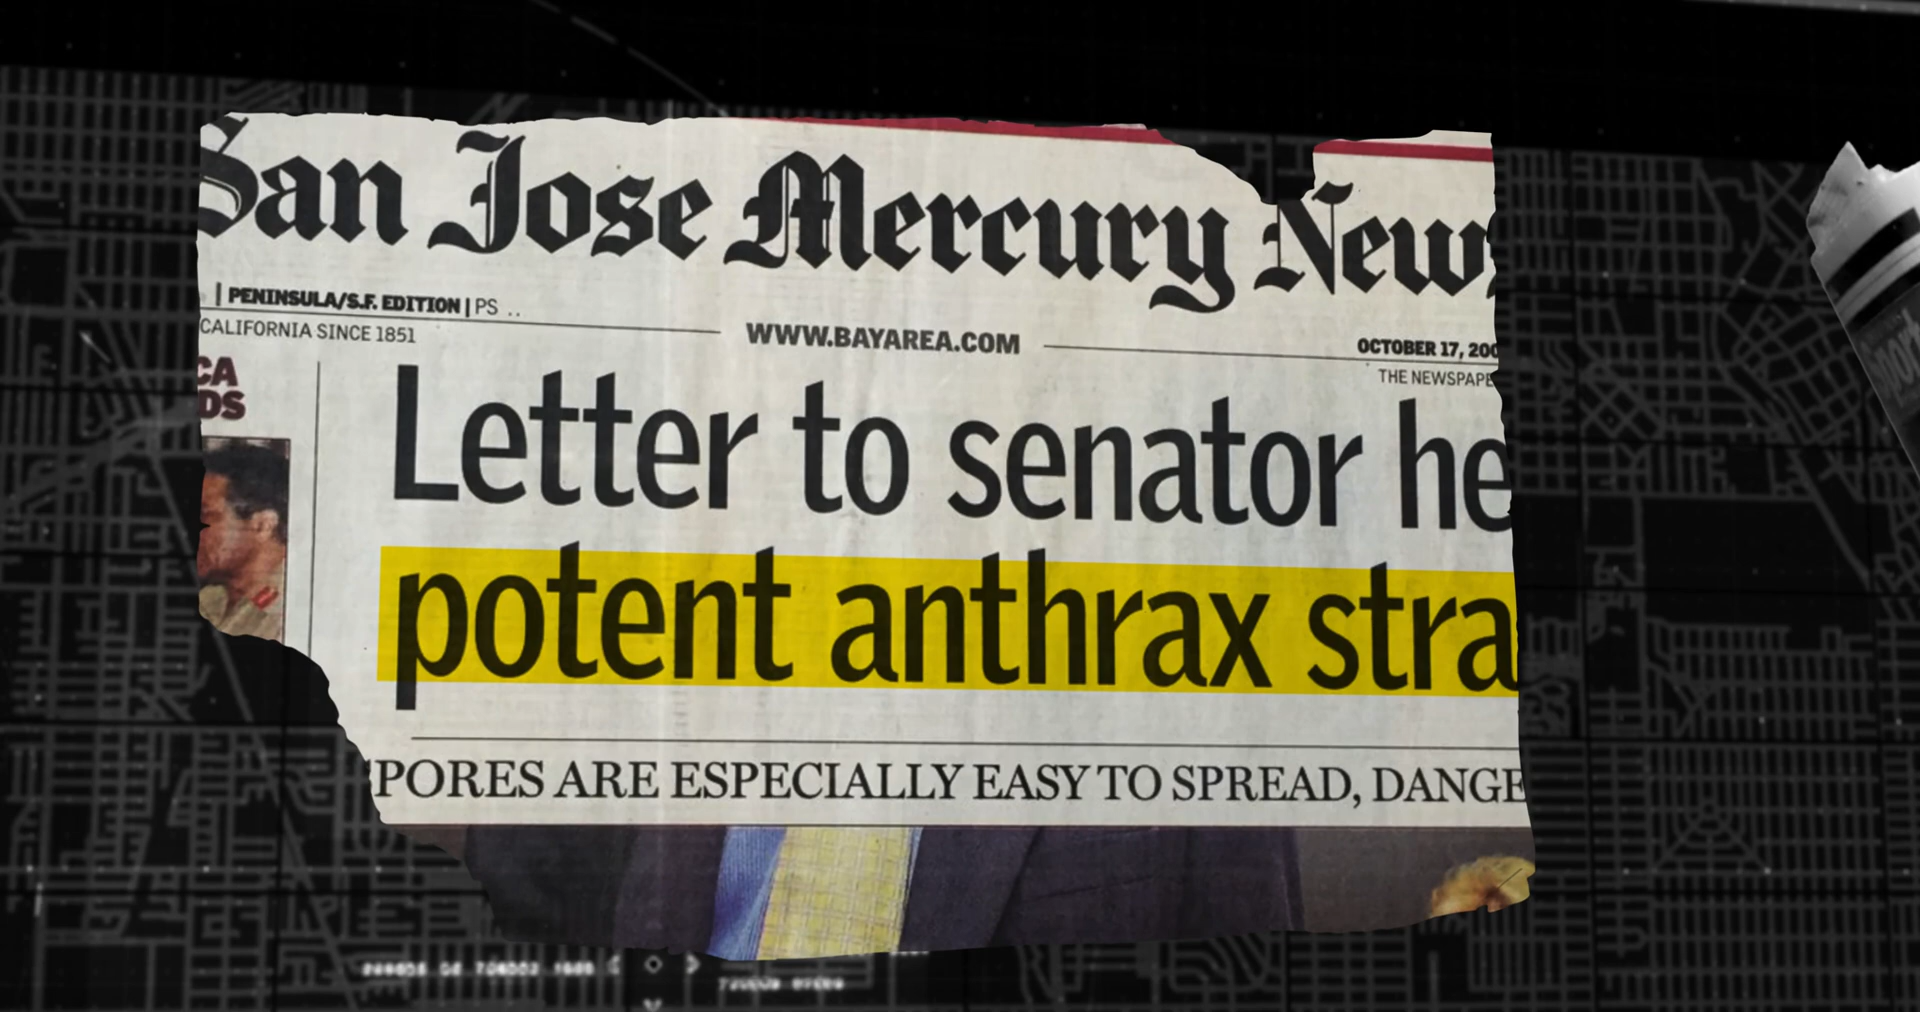 San Jose Mercury New
| PENINSULA/S.F. EDITION | PS ..
CALIFORNIA SINCE 1851
WWW.BAYAREA.COM
OCTOBER 17, 200
THE NEWSPAPE
CA
DS
Letter to senator he
potent anthrax stra
PORES ARE ESPECIALLY EASY TO SPREAD, DANGE